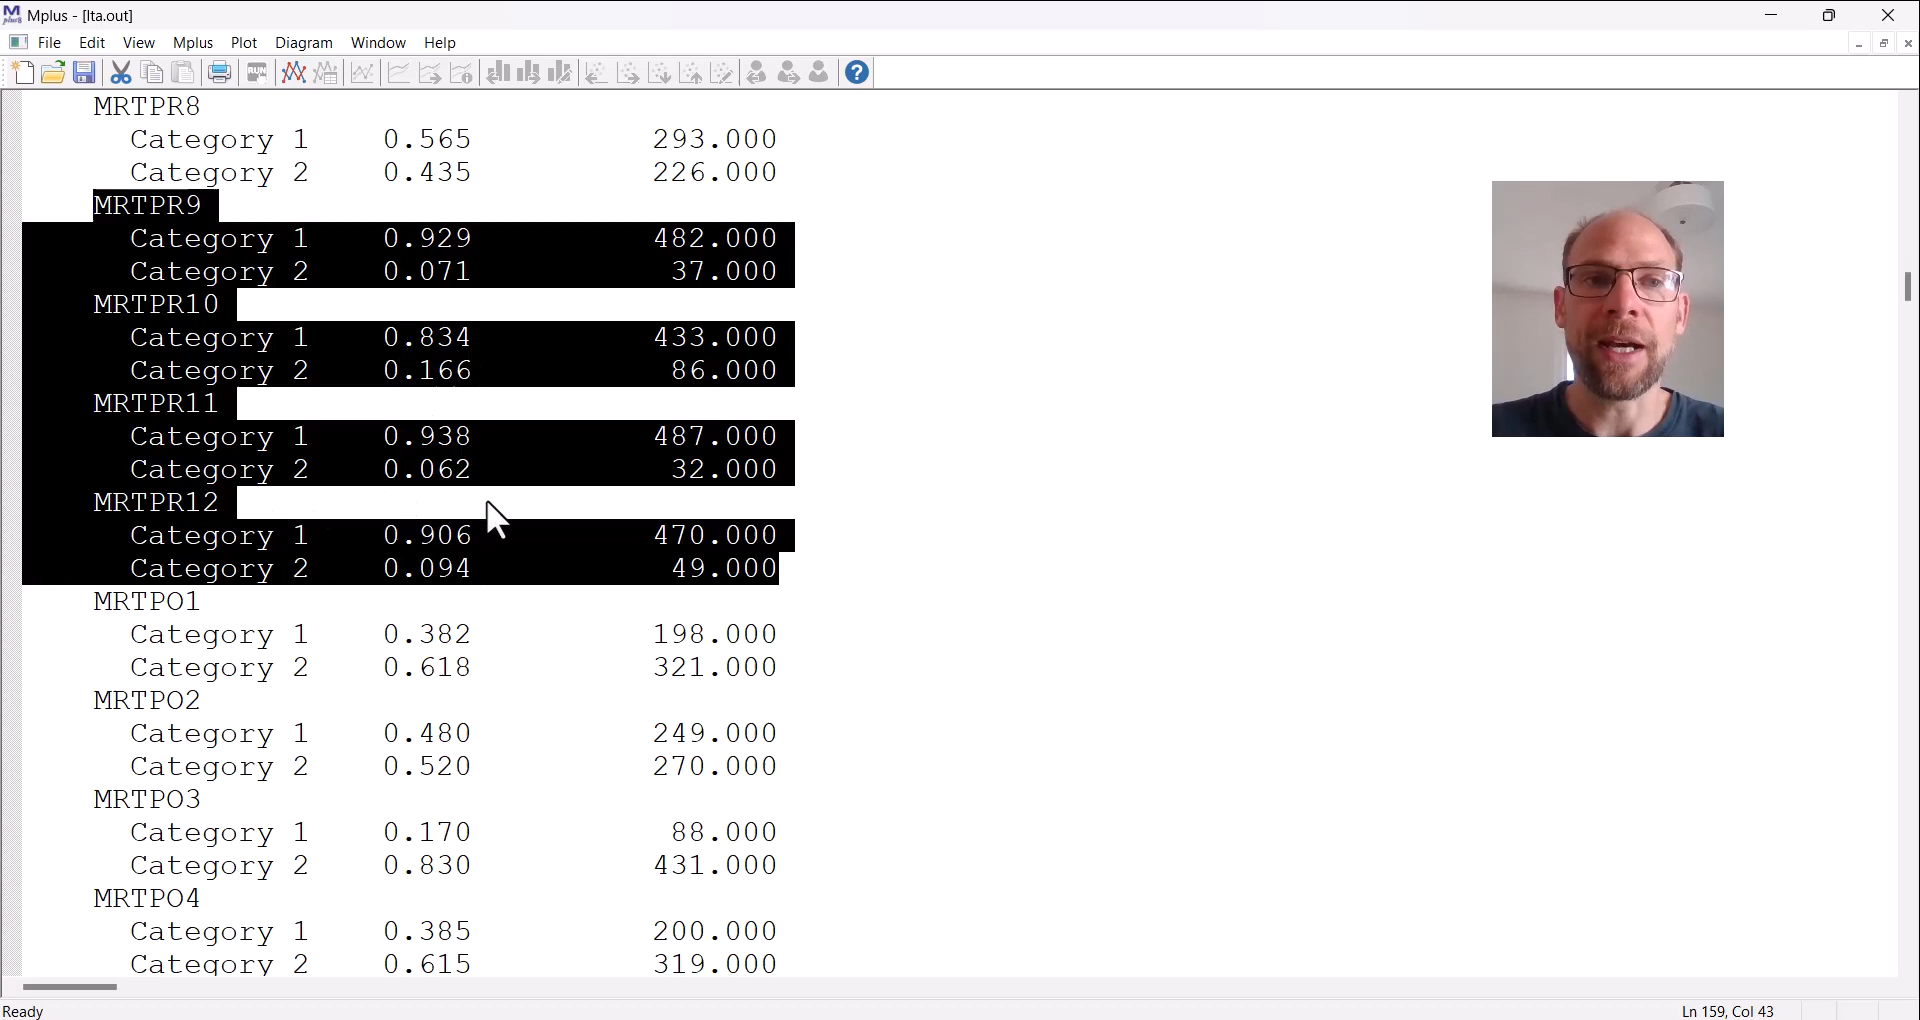 Mplus - [lta.out]
File Edit View Mplus Plot Diagram Window Help
RUN
MRTPR8
Category 1 0.565 293.000
Category 2 0.435 226.000
MRTPR9
Category 1 0.929 482.000
Category 2 0.071 37.000
MRTPR10
Category 1 0.834 433.000
Category 2 0.166 86.000
MRTPR11
Category 1 0.938 487.000
Category 2 0.062 32.000
MRTPR12
Category 1 0.906 470.000
Category 2 0.094 49.000
MRTPO1
Category 1 0.382 198.000
Category 2 0.618 321.000
MRTPO2
Category 1 0.480 249.000
Category 2 0.520 270.000
MRTPO3
Category 1 0.170 88.000
Category 2 0.830 431.000
MRTPO4
Category 1 0.385 200.000
Category 2 0.615 319.000
Ready Ln 159, Col 43